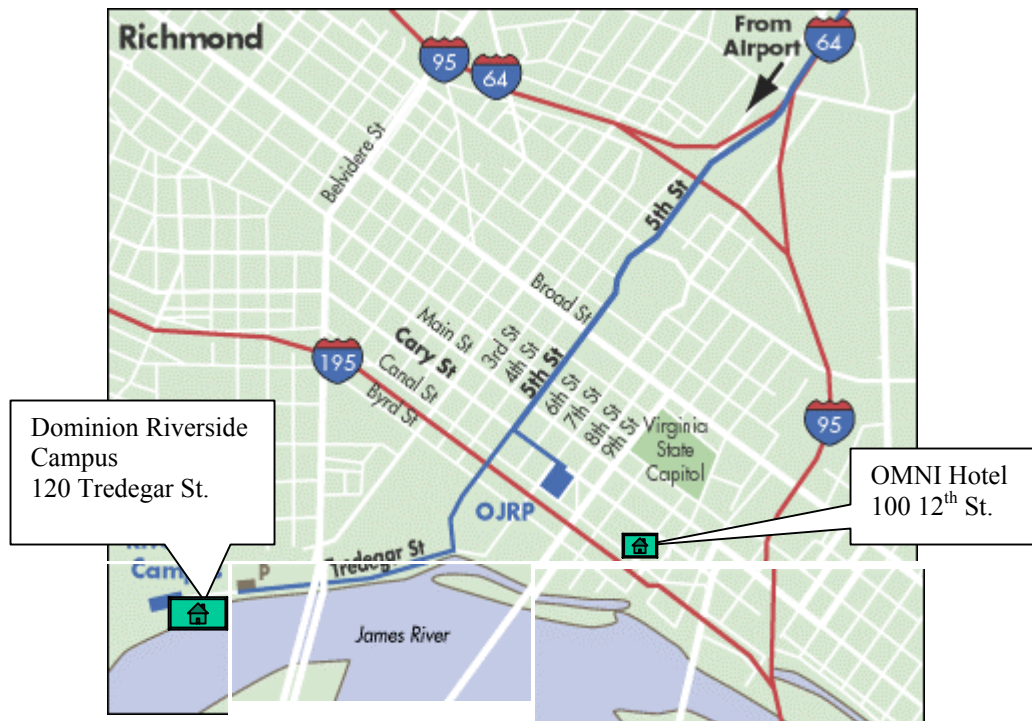 Richmond
From
Airport
64
95
64
Belvidere St
5th St
Broad St
Main St
3rd St
4th St
5th St
Cary St
Canal St
Byrd St
6th St
7th St
8th St
9th St
195
95
Virginia
State
Capitol
Dominion Riverside
Campus
120 Tredegar St.
OMNI Hotel
100 12th St.
OJRP
Tredegar St
P
James River